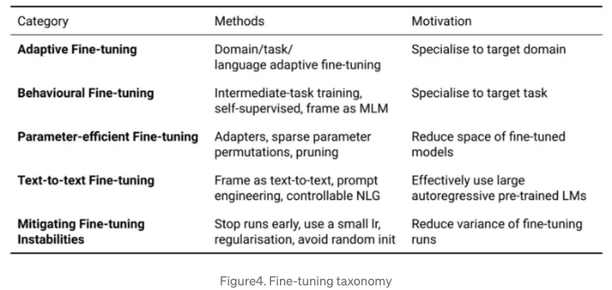 Category Methods Motivation
Adaptive Fine-tuning Domain/task/ Specialise to target domain
language adaptive fine-tuning
Behavioural Fine-tuning Intermediate-task training, Specialise to target task
self-supervised, frame as MLM
Parameter-efficient Fine-tuning Adapters, sparse parameter Reduce space of fine-tuned
permutations, pruning models
Text-to-text Fine-tuning Frame as text-to-text, prompt Effectively use large
engineering, controllable NLG autoregressive pre-trained LMs
Mitigating Fine-tuning Stop runs early, use a small lr, Reduce variance of fine-tuning
Instabilities regularisation, avoid random init runs
Figure4. Fine-tuning taxonomy